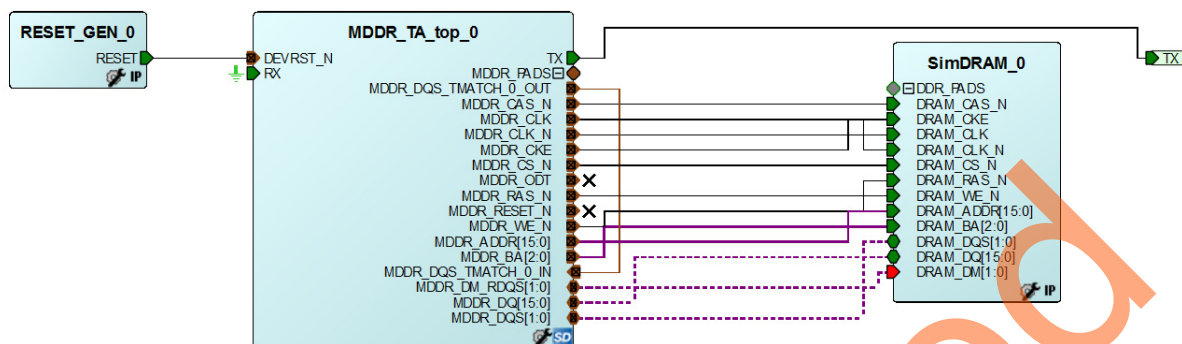 RESET_GEN_0
RESET
IP
MDDR_TA_top_0
DEVRST_N
RX
TX
MDDR_PADS
MDDR_DQS_TMATCH_0_OUT
MDDR_CAS_N
MDDR_CLK
MDDR_CLK_N
MDDR_CKE
MDDR_CS_N
MDDR_ODT
MDDR_RAS_N
MDDR_RESET_N
MDDR_WE_N
MDDR_ADDR[15:0]
MDDR_BA[2:0]
MDDR_DQS_TMATCH_0_IN
MDDR_DM_RDQS[1:0]
MDDR_DQ[15:0]
MDDR_DQS[1:0]
SD
SimDRAM_0
DDR_PADS
DRAM_CAS_N
DRAM_CKE
DRAM_CLK
DRAM_CLK_N
DRAM_CS_N
DRAM_RAS_N
DRAM_WE_N
DRAM_ADDR[15:0]
DRAM_BA[2:0]
DRAM_DQS[1:0]
DRAM_DQ[15:0]
DRAM_DM[1:0]
IP
TX